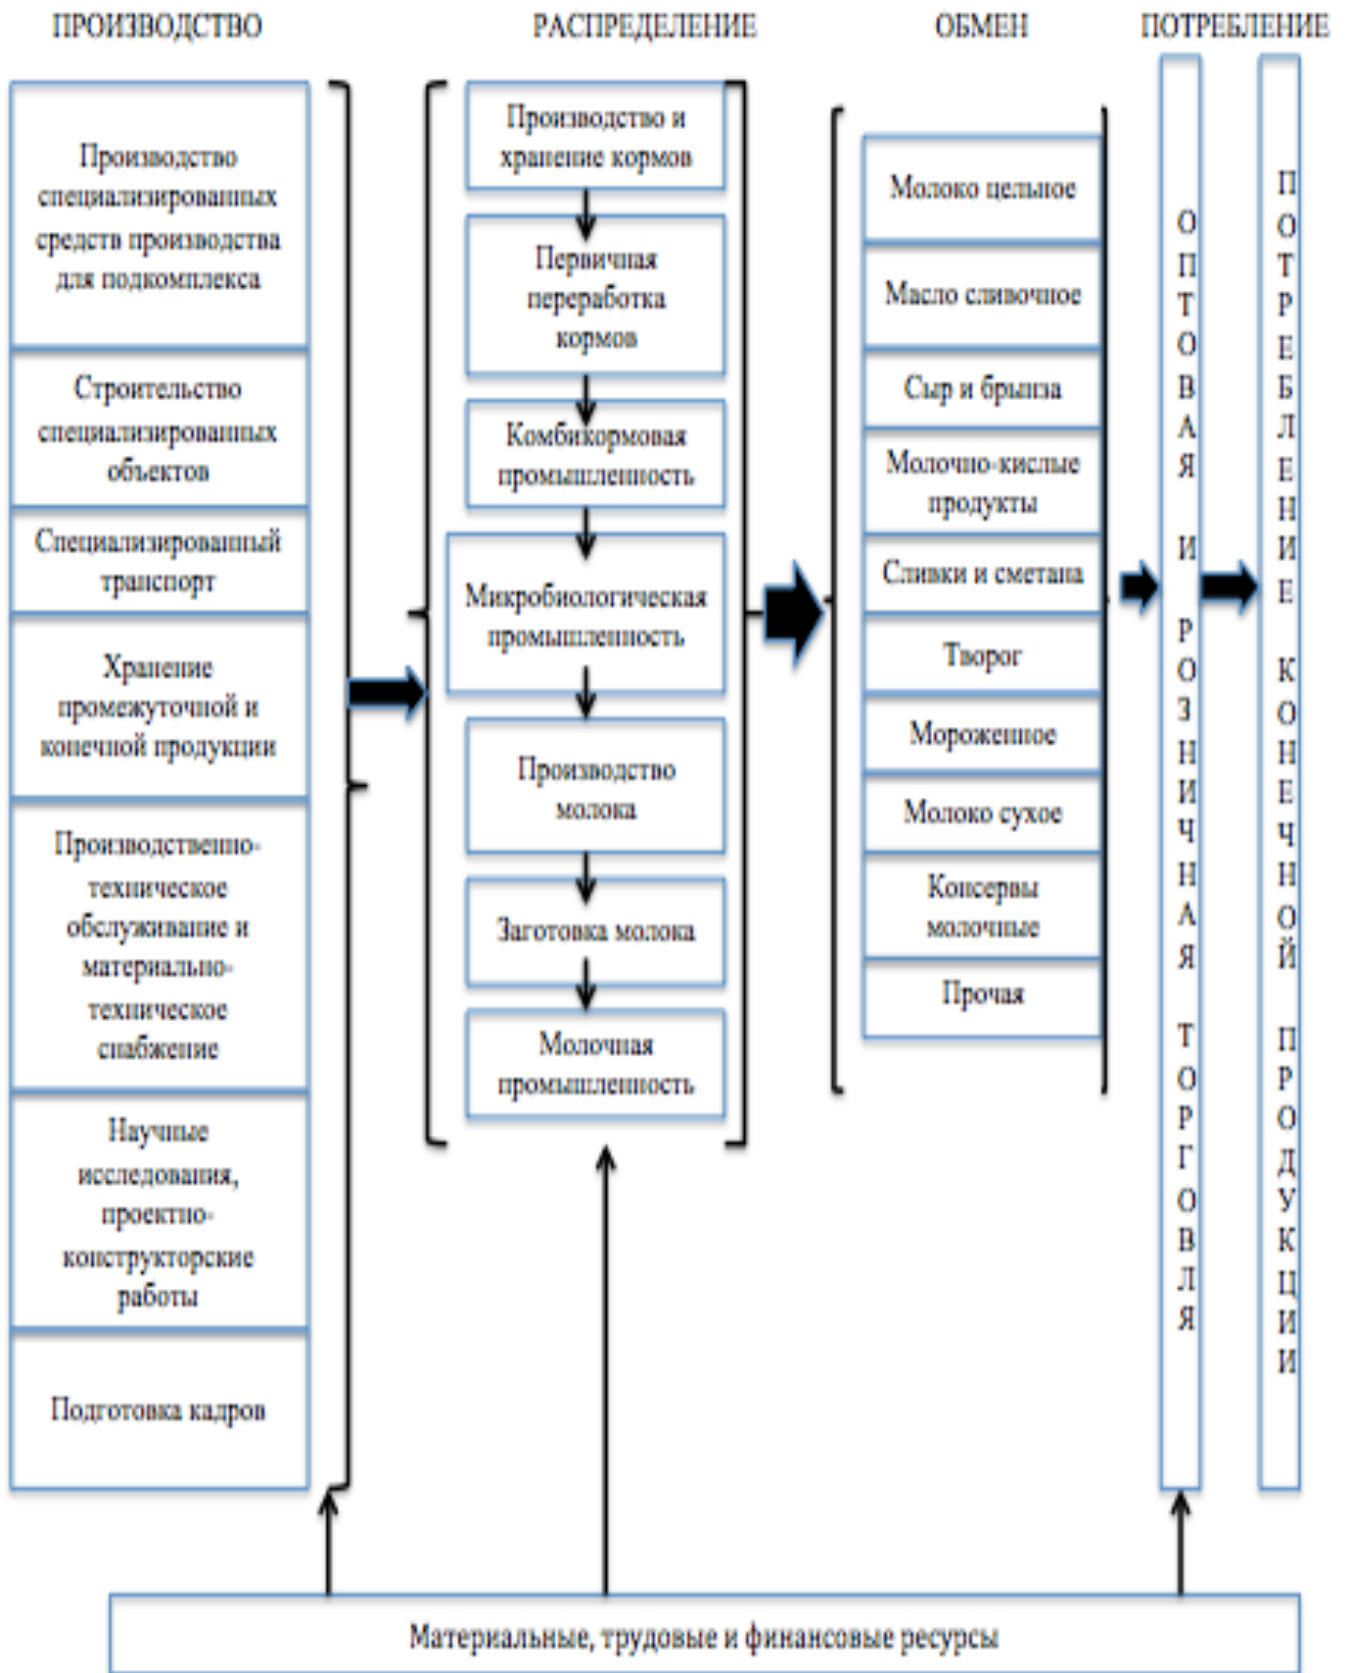 ПРОИЗВОДСТВО
РАСПРЕДЕЛЕНИЕ
ОБМЕН
ПОТРЕБЛЕНИЕ
Производство
специализированных
средств производства
для подкомплекса
Строительство
специализированных
объектов
Специализированный
транспорт
Хранение
промежуточной и
конечной продукции
Производственно-
техническое
обслуживание и
материально-
техническое
снабжение
Научные
исследования,
проектно-
конструкторские
работы
Подготовка кадров
Производство и
хранение кормов
Первичная
переработка
кормов
Комбикормовая
промышленность
Микробиологическая
промышленность
Производство
молока
Заготовка молока
Молочная
промышленность
Молоко цельное
Масло сливочное
Сыр и брынза
Молочно-кислые
продукты
Сливки и сметана
Творог
Мороженное
Молоко сухое
Консервы
молочные
Прочая
ОПТОВАЯ И РОЗНИЧНАЯ ТОРГОВЛЯ
ПОТРЕБЛЕНИЕ КОНЕЧНОЙ ПРОДУКЦИИ
Материальные, трудовые и финансовые ресурсы